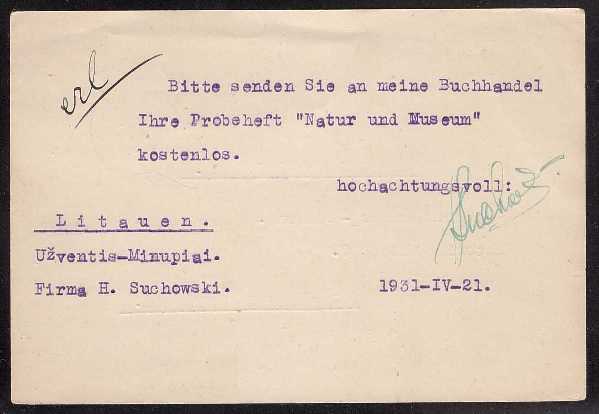 erl
Bitte senden Sie an meine Buchhandel
Ihre Probeheft "Natur und Museum"
kostenlos.
hochachtungsvoll:
Litauen.
Užventis-Minupiai.
Firma H. Suchowski.
1931-IV-21.